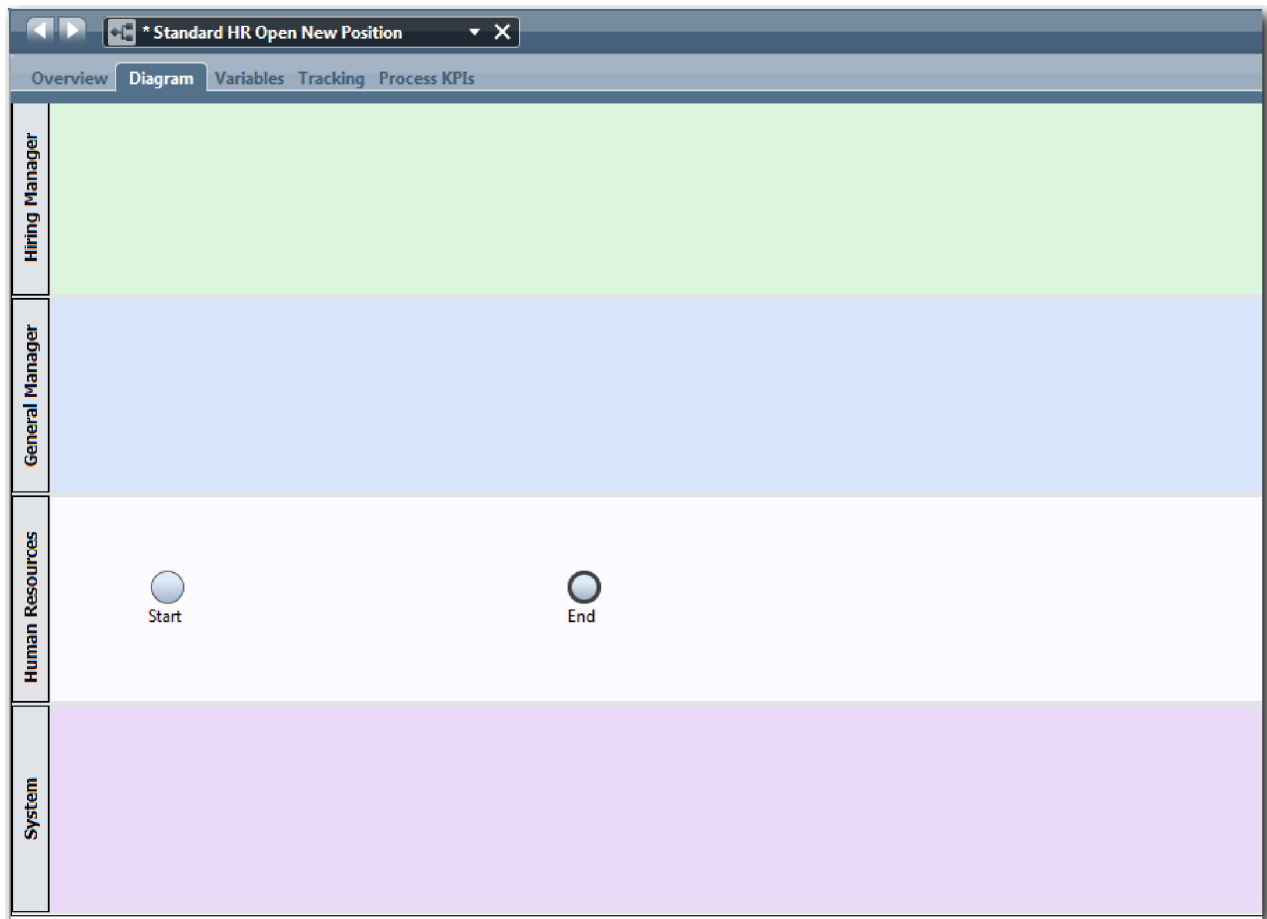 * Standard HR Open New Position
Overview Diagram Variables Tracking Process KPIs
Hiring Manager
General Manager
Human Resources
Start
End
System